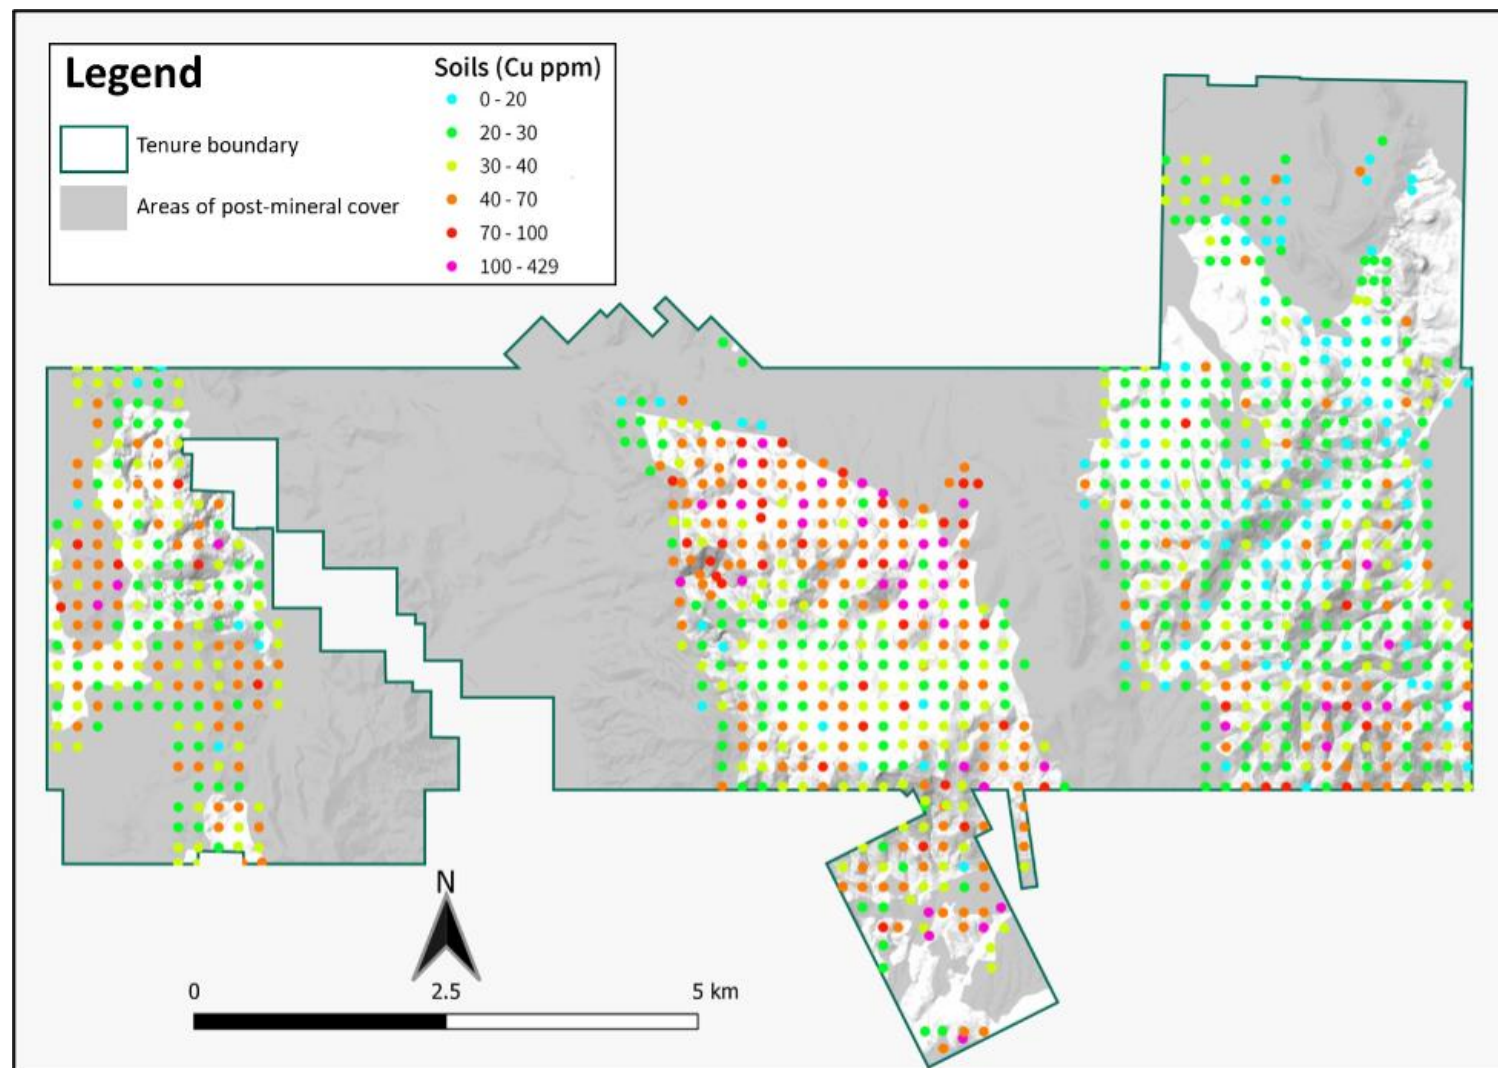 Legend
Tenure boundary
Areas of post-mineral cover
Soils (Cu ppm)
0 - 20
20 - 30
30 - 40
40 - 70
70 - 100
100 - 429
N
0 2.5 5 km